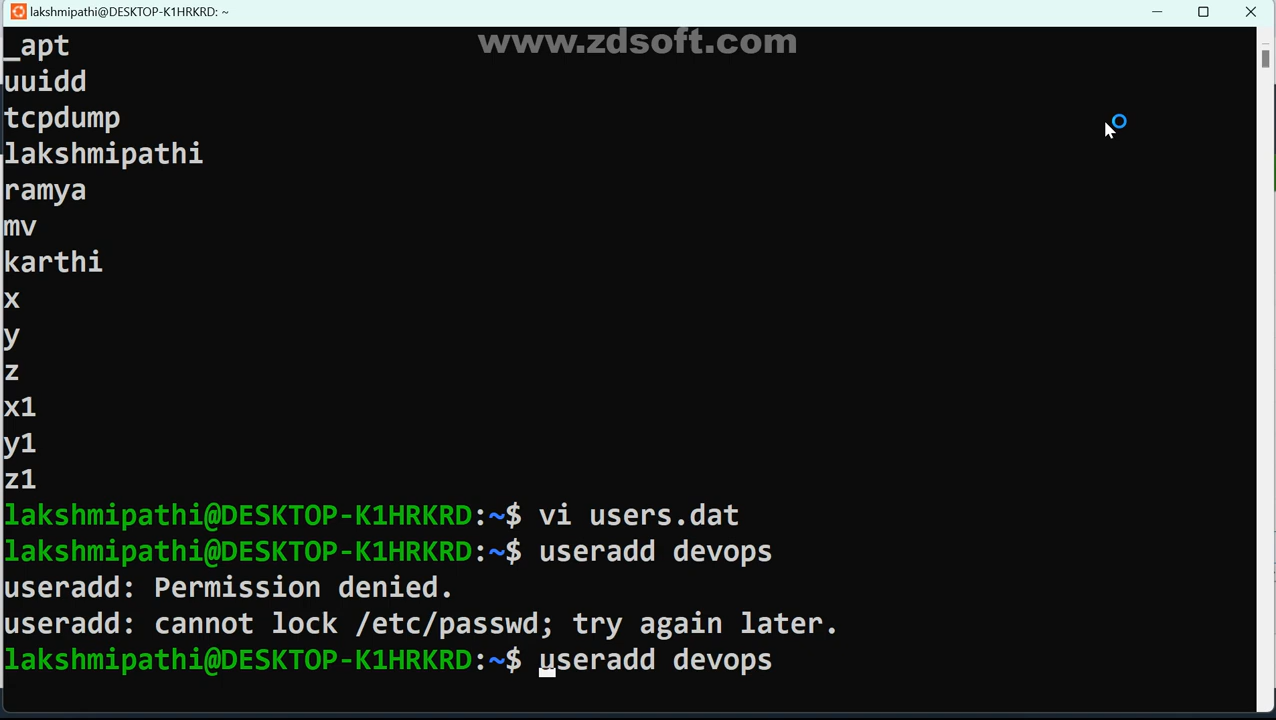 lakshmipathi@DESKTOP-K1HRKRD: ~
www.zdsoft.com
_apt
uuidd
tcpdump
lakshmipathi
ramya
mv
karthi
x
y
z
x1
y1
z1
lakshmipathi@DESKTOP-K1HRKRD:~$ vi users.dat
lakshmipathi@DESKTOP-K1HRKRD:~$ useradd devops
useradd: Permission denied.
useradd: cannot lock /etc/passwd; try again later.
lakshmipathi@DESKTOP-K1HRKRD:~$ useradd devops